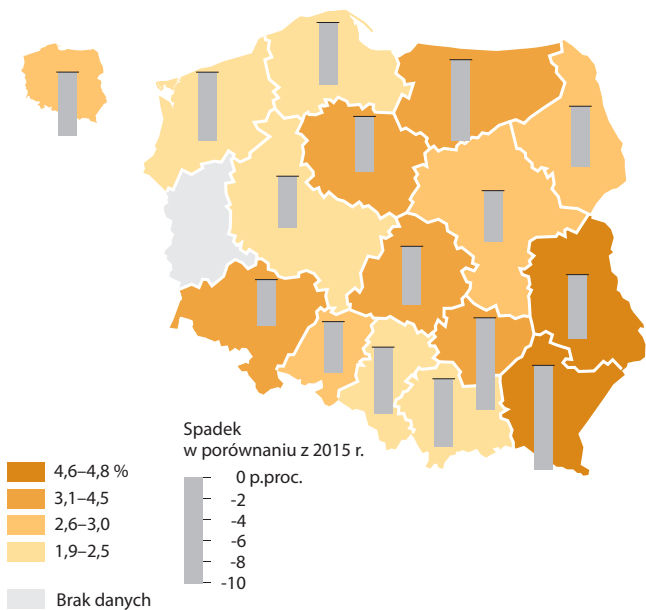 Spadek
w porównaniu z 2015 r.
0 p.proc.
-2
-4
-6
-8
-10
4,6–4,8 %
3,1–4,5
2,6–3,0
1,9–2,5
Brak danych